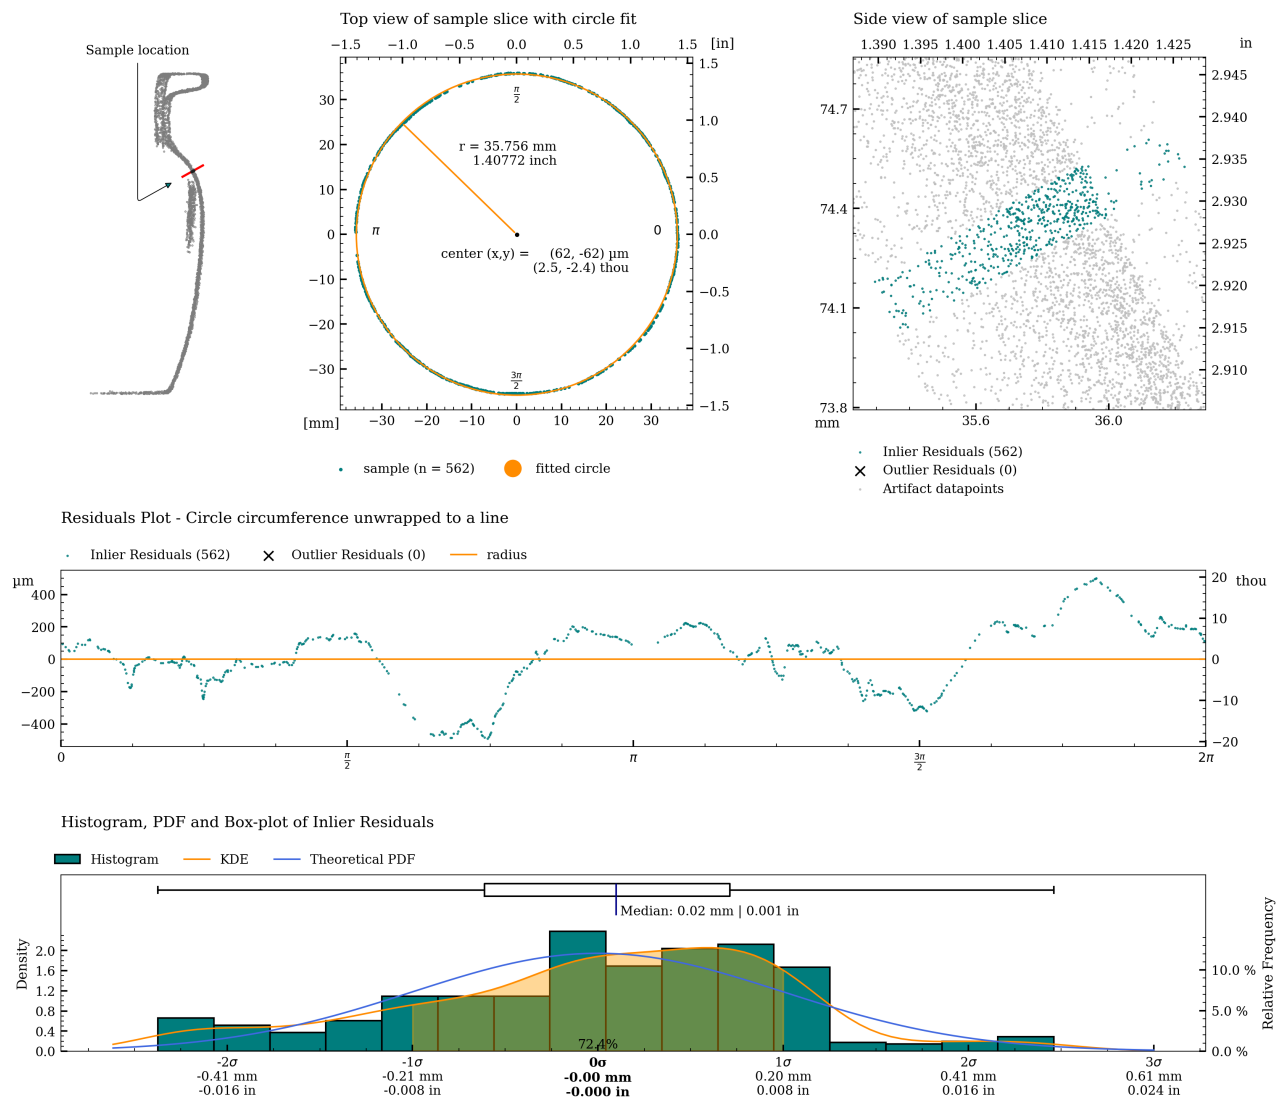 Top view of sample slice with circle fit
Side view of sample slice
Sample location
−1.5 −1.0 −0.5 0.0 0.5 1.0 1.5 [in]
1.390 1.395 1.400 1.405 1.410 1.415 1.420 1.425 in
30
20
10
0
−10
−20
−30
1.5
1.0
0.5
0.0
−0.5
−1.0
−1.5
π/2
r = 35.756 mm
1.40772 inch
π
0
center (x,y) = (62, -62) µm
(2.5, -2.4) thou
3π/2
[mm] −30 −20 −10 0 10 20 30
74.7
74.4
74.1
73.8
2.945
2.940
2.935
2.930
2.925
2.920
2.915
2.910
mm 35.6 36.0
sample (n = 562) fitted circle
Inlier Residuals (562)
Outlier Residuals (0)
Artifact datapoints
Residuals Plot - Circle circumference unwrapped to a line
Inlier Residuals (562) Outlier Residuals (0) radius
µm
400
200
0
−200
−400
thou
20
10
0
−10
−20
0 π/2 π 3π/2 2π
Histogram, PDF and Box-plot of Inlier Residuals
Histogram KDE Theoretical PDF
Median: 0.02 mm | 0.001 in
Density
2.0
1.6
1.2
0.8
0.4
0.0
Relative Frequency
10.0 %
5.0 %
0.0 %
72.4%
-2σ -1σ 0σ 1σ 2σ 3σ
-0.41 mm -0.21 mm -0.00 mm 0.20 mm 0.41 mm 0.61 mm
-0.016 in -0.008 in -0.000 in 0.008 in 0.016 in 0.024 in